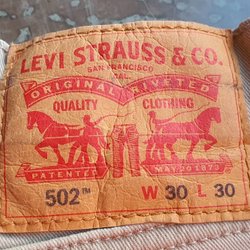 LEVI STRAUSS & CO.
SAN FRANCISCO
CAL.
ORIGINAL RIVETED
QUALITY CLOTHING
PATENTED MAY 20 1873
502™ W 30 L 30